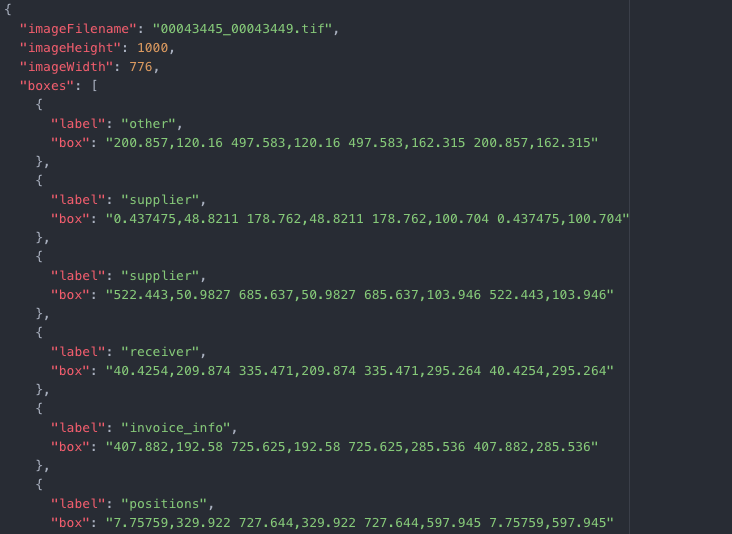 {
"imageFilename": "00043445_00043449.tif",
"imageHeight": 1000,
"imageWidth": 776,
"boxes": [
{
"label": "other",
"box": "200.857,120.16 497.583,120.16 497.583,162.315 200.857,162.315"
},
{
"label": "supplier",
"box": "0.437475,48.8211 178.762,48.8211 178.762,100.704 0.437475,100.704"
},
{
"label": "supplier",
"box": "522.443,50.9827 685.637,50.9827 685.637,103.946 522.443,103.946"
},
{
"label": "receiver",
"box": "40.4254,209.874 335.471,209.874 335.471,295.264 40.4254,295.264"
},
{
"label": "invoice_info",
"box": "407.882,192.58 725.625,192.58 725.625,285.536 407.882,285.536"
},
{
"label": "positions",
"box": "7.75759,329.922 727.644,329.922 727.644,597.945 7.75759,597.945"